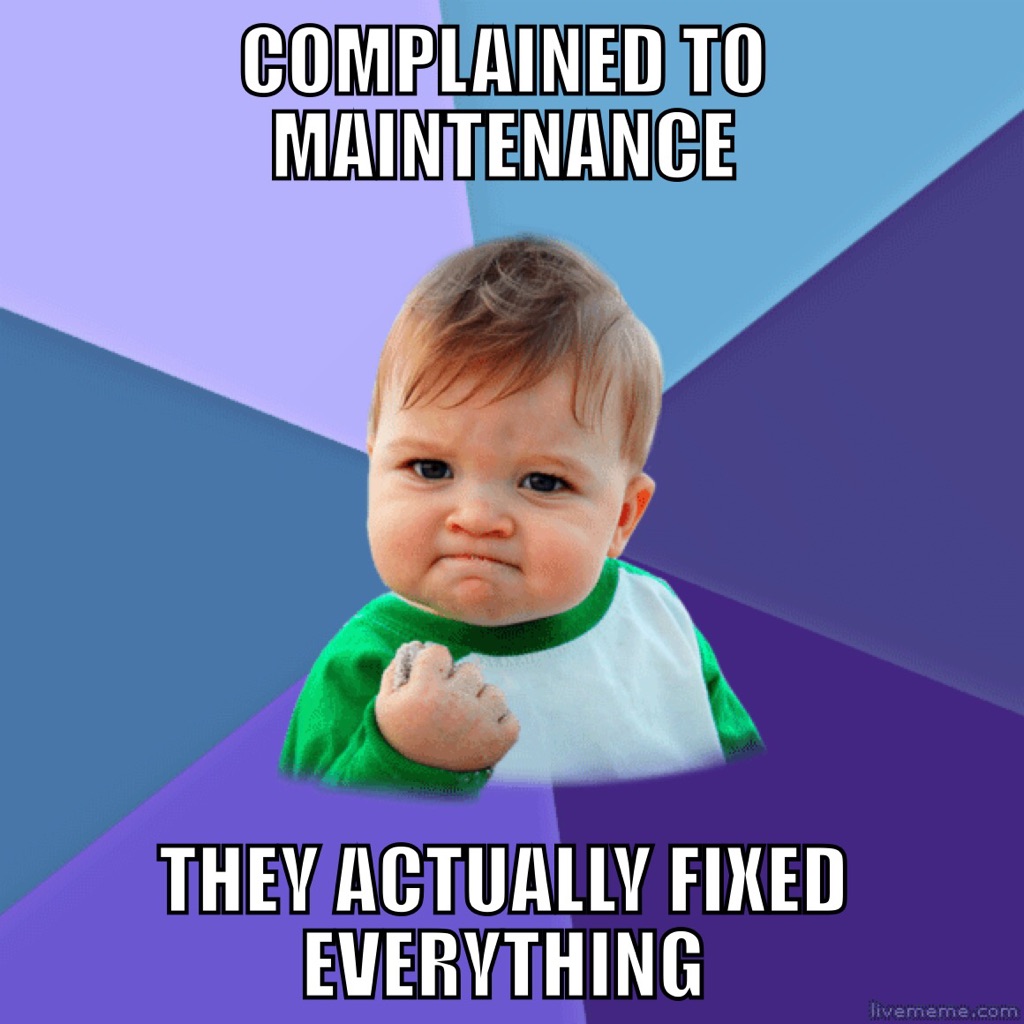 COMPLAINED TO
MAINTENANCE
THEY ACTUALLY FIXED
EVERYTHING
livememe.com